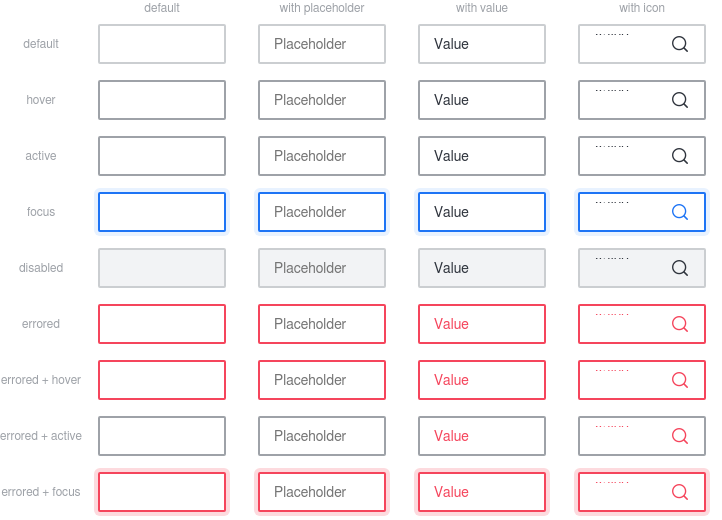 default with placeholder with value with icon
default Placeholder Value
hover Placeholder Value
active Placeholder Value
focus Placeholder Value
disabled Placeholder Value
errored Placeholder Value
errored + hover Placeholder Value
errored + active Placeholder Value
errored + focus Placeholder Value